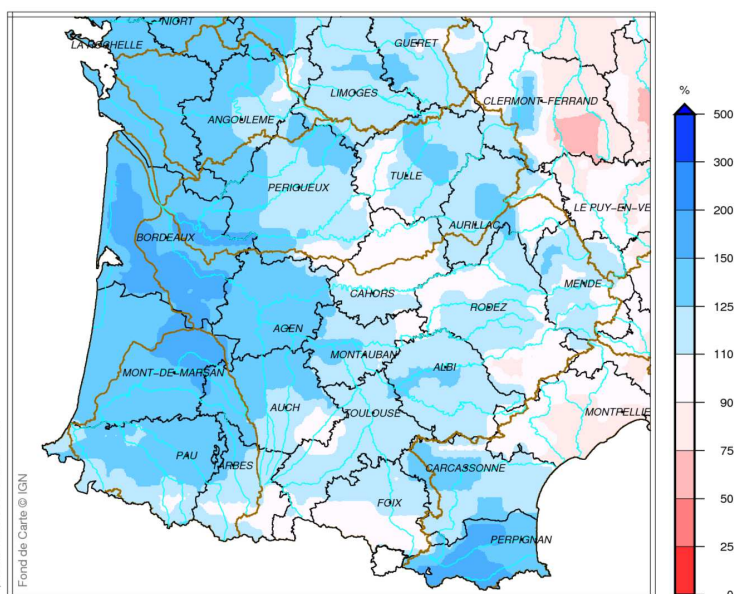 NIORT
LA ROCHELLE
GUERET
%
CLERMONT-FERRAND
LIMOGES
500
ANGOULEME
300
TULLE
PERIGUEUX
200
LE PUY-EN-VE
AURILLAC
BORDEAUX
150
MENDE
CAHORS
125
RODEZ
AGEN
110
MONTAUBAN
ALBI
MONT-DE-MARSAN
90
AUCH
TOULOUSE
MONTPELLIE
75
PAU
TARBES
CARCASSONNE
50
FOIX
25
PERPIGNAN
0
Fond de Carte © IGN